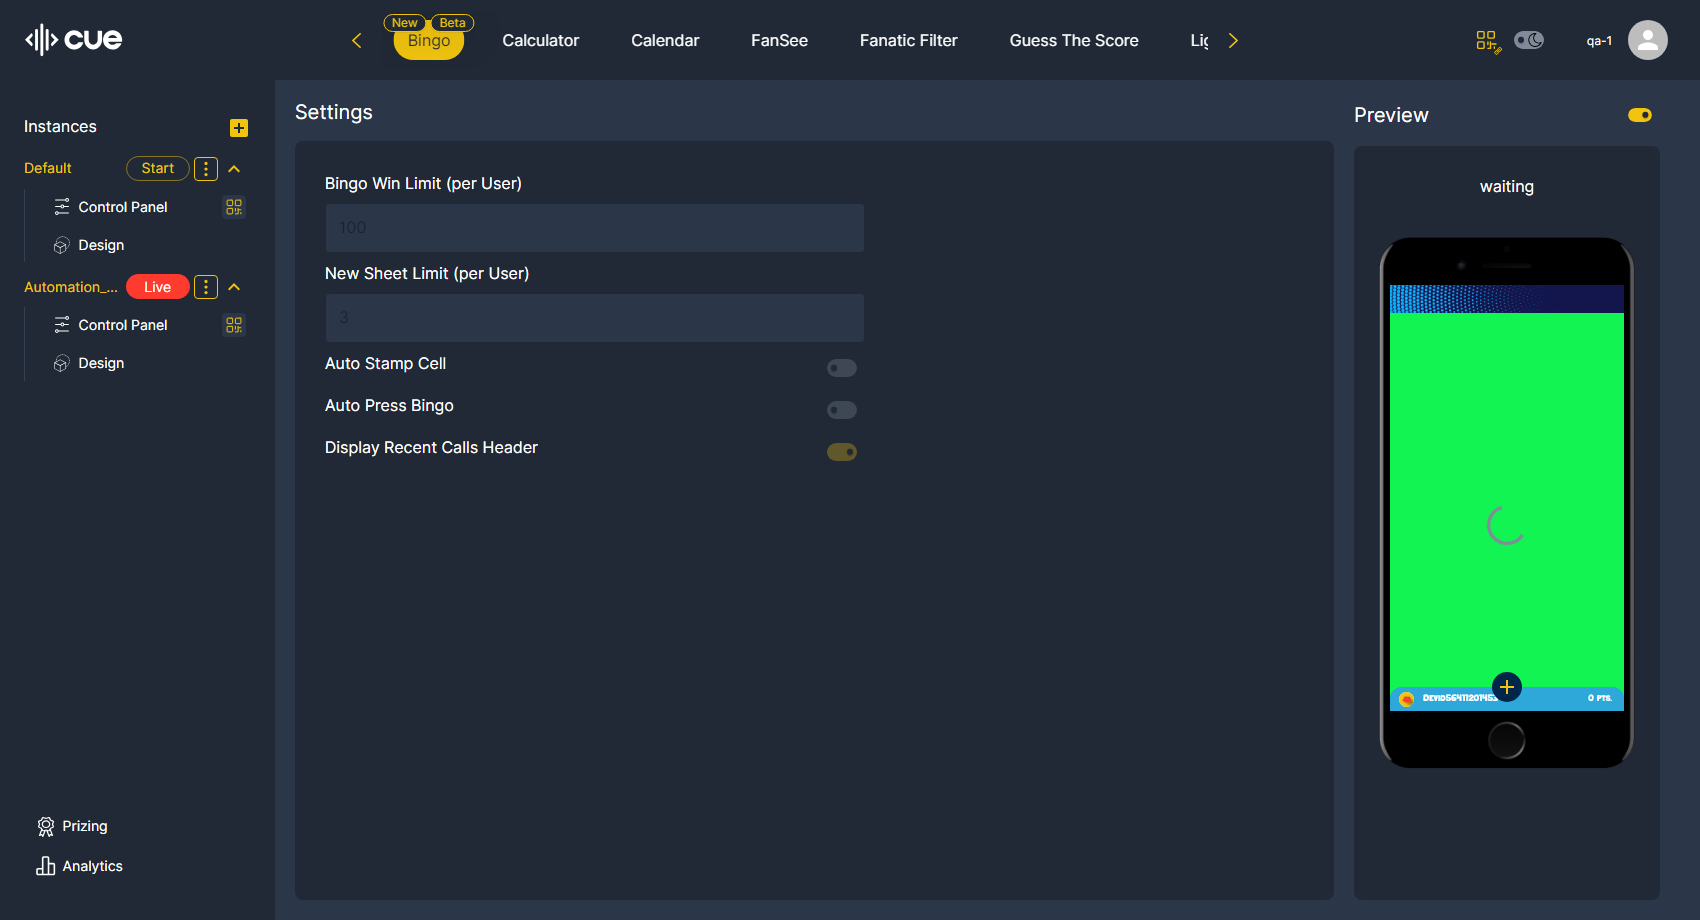 cue
New Beta
Bingo
Calculator
Calendar
FanSee
Fanatic Filter
Guess The Score
Lig
qa-1
Instances
Default
Start
Control Panel
Design
Automation_...
Live
Control Panel
Design
Prizing
Analytics
Settings
Bingo Win Limit (per User)
100
New Sheet Limit (per User)
3
Auto Stamp Cell
Auto Press Bingo
Display Recent Calls Header
Preview
waiting
0 PTS.